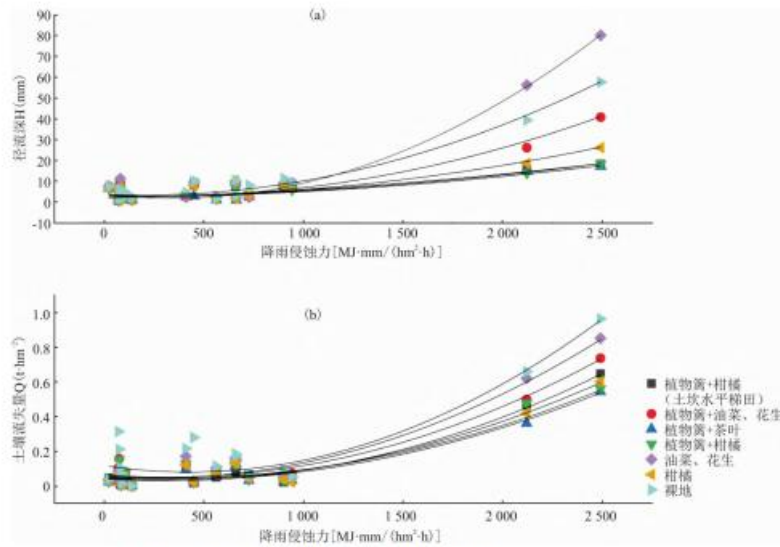 (a)
90
80
70
60
50
40
30
20
10
0
-10
径流深H(mm)
0 500 1 000 1 500 2 000 2 500
降雨侵蚀力[MJ·mm/(hm²·h)]
(b)
1.0
0.8
0.6
0.4
0.2
0
土壤流失量Q(t·hm⁻²)
0 500 1 000 1 500 2 000 2 500
降雨侵蚀力[MJ·mm/(hm²·h)]
植物篱+柑橘
(土坎水平梯田)
植物篱+油菜、花生
植物篱+茶叶
植物篱+柑橘
油菜、花生
柑橘
裸地